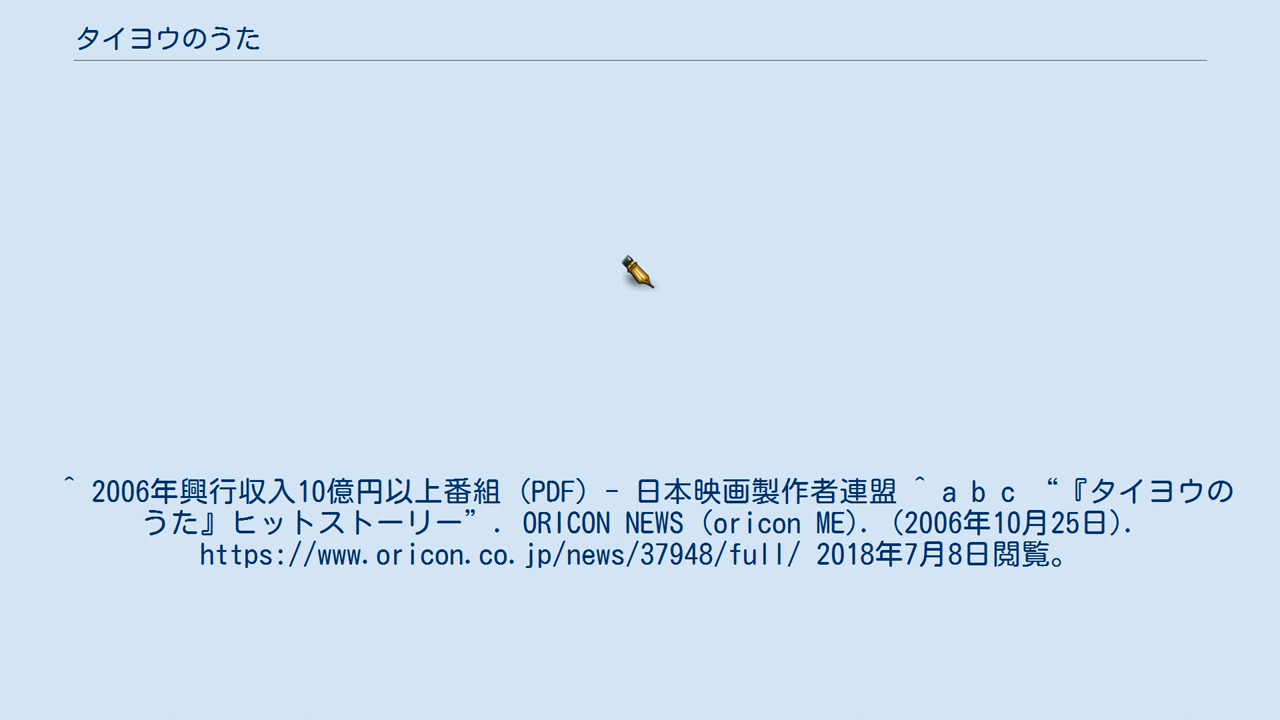 タイヨウのうた
^ 2006年興行収入10億円以上番組 (PDF) - 日本映画製作者連盟 ^ a b c “『タイヨウの
うた』ヒットストーリー”. ORICON NEWS (oricon ME). (2006年10月25日).
https://www.oricon.co.jp/news/37948/full/ 2018年7月8日閲覧。